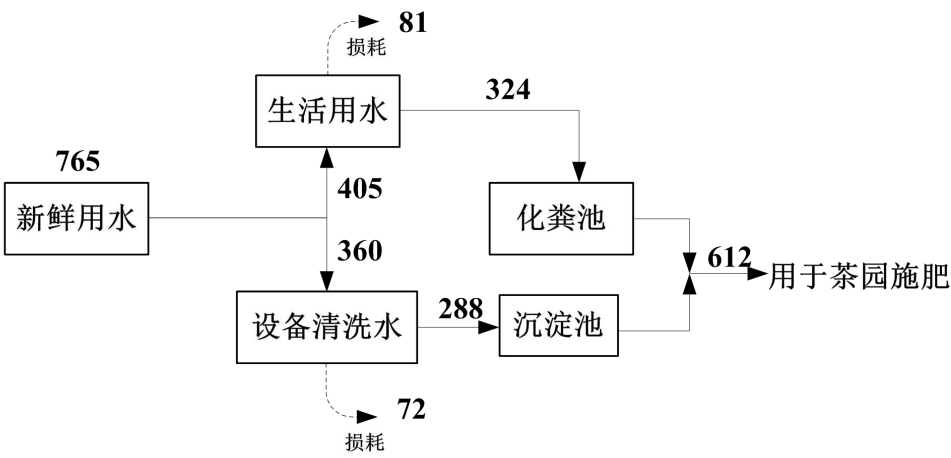 81
损耗
生活用水
324
765
新鲜用水
405
化粪池
360
612
用于茶园施肥
设备清洗水
288
沉淀池
72
损耗